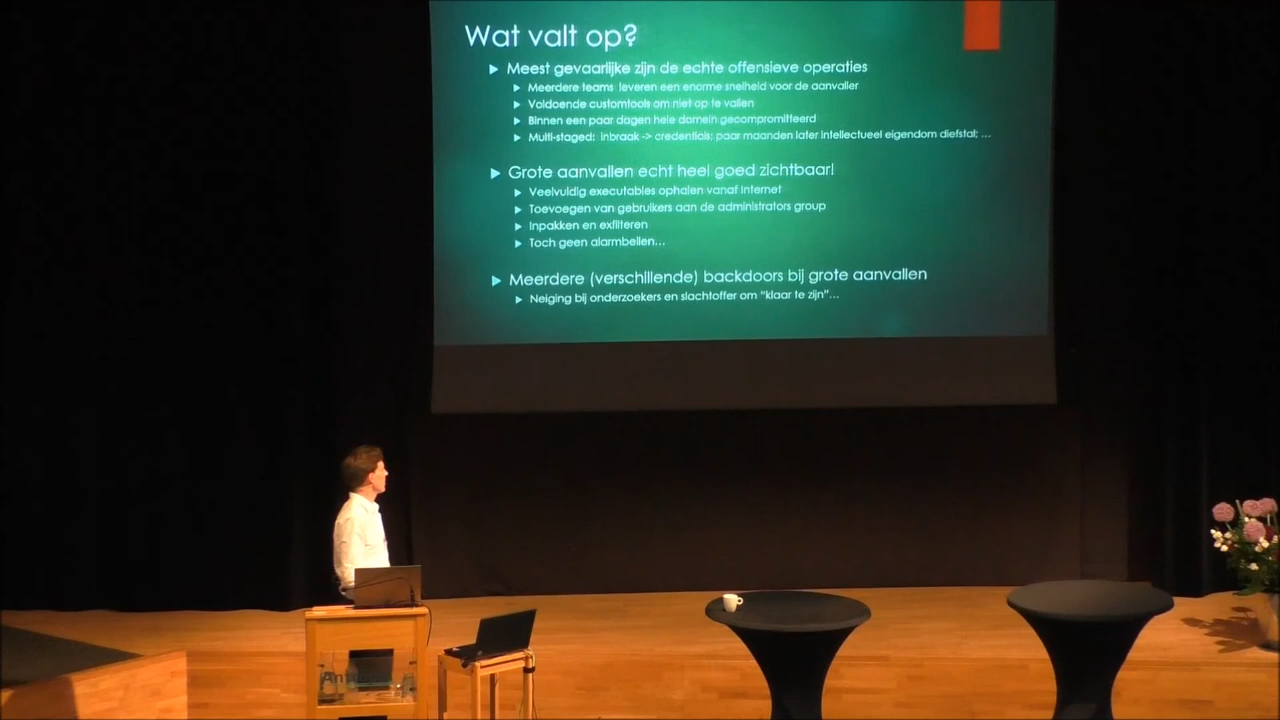 Wat valt op?
Meest gevaarlijke zijn de echte offensieve operaties
Meerdere teams leveren een enorme snelheid voor de aanvaller
Voldoende customtools om niet op te vallen
Binnen een paar dagen hele domein gecompromitteerd
Multi-staged: inbraak -> credentials; paar maanden later intellectueel eigendom diefstal; ...
Grote aanvallen echt heel goed zichtbaar!
Veelvuldig executables ophalen vanaf Internet
Toevoegen van gebruikers aan de administrators group
Inpakken en exfilteren
Toch geen alarmbellen...
Meerdere (verschillende) backdoors bij grote aanvallen
Neiging bij onderzoekers en slachtoffer om "klaar te zijn"...